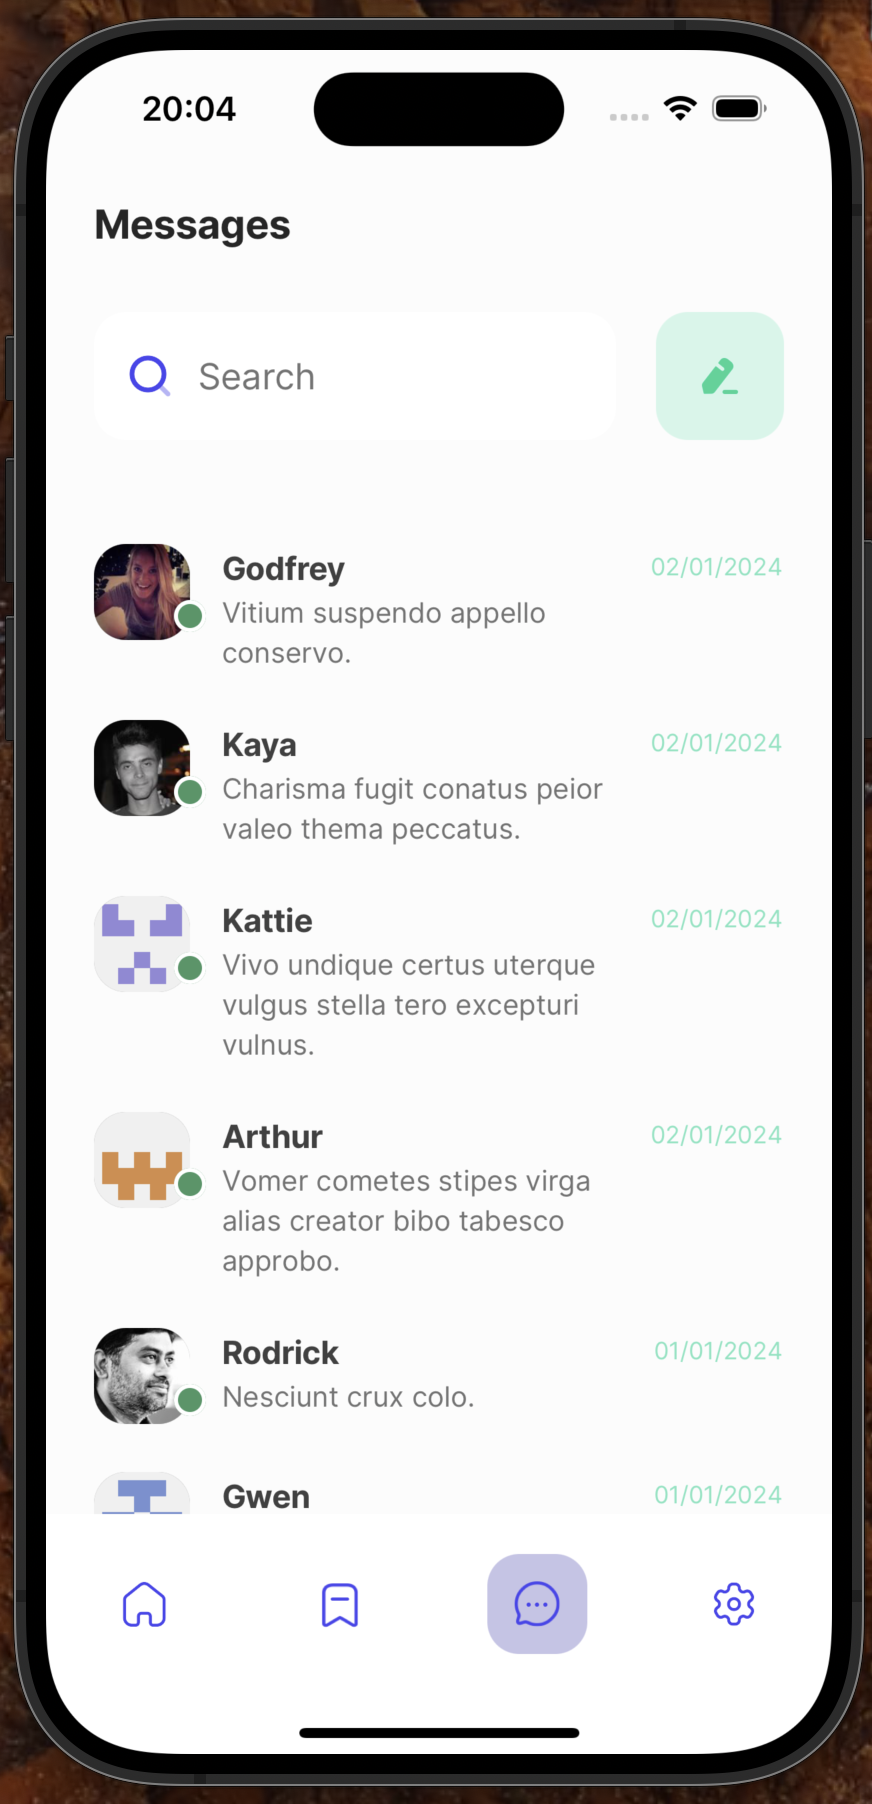 20:04
Messages
Search
Godfrey
02/01/2024
Vitium suspendo appello
conservo.
Kaya
02/01/2024
Charisma fugit conatus peior
valeo thema peccatus.
Kattie
02/01/2024
Vivo undique certus uterque
vulgus stella tero excepturi
vulnus.
Arthur
02/01/2024
Vomer cometes stipes virga
alias creator bibo tabesco
approbo.
Rodrick
01/01/2024
Nesciunt crux colo.
Gwen
01/01/2024